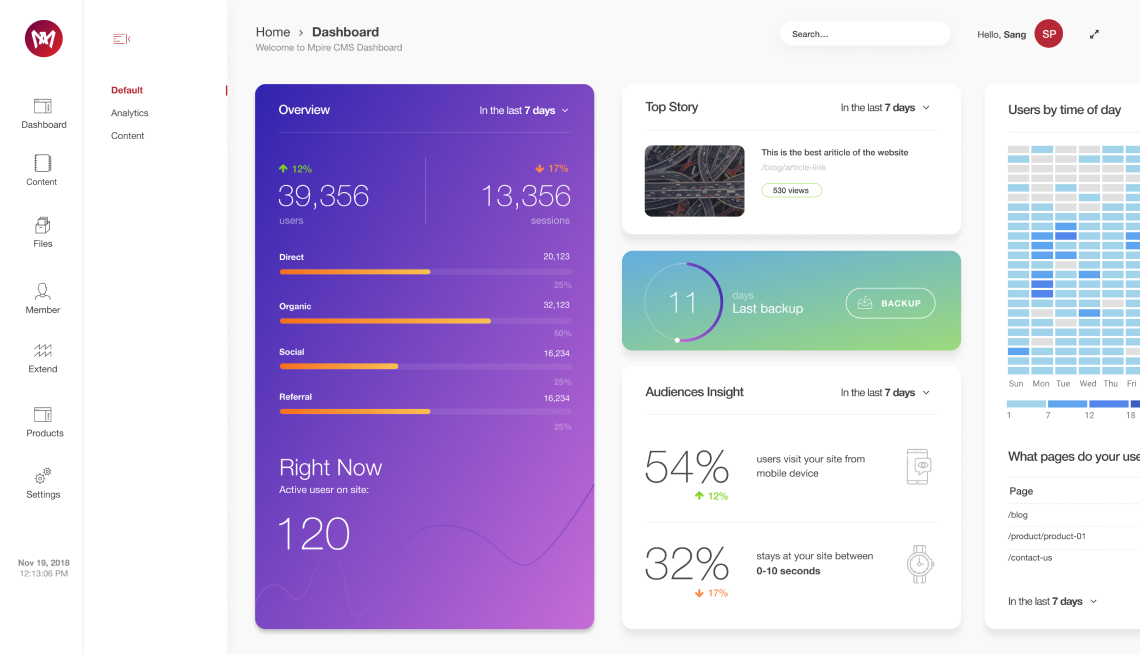 Home > Dashboard
Welcome to Mpire CMS Dashboard
Search...
Hello, Sang
SP
Dashboard
Content
Files
Member
Extend
Products
Settings
Nov 19, 2018
12:13:06 PM
Default
Analytics
Content
Overview
In the last 7 days
12%
39,356
users
17%
13,356
sessions
Direct
20,123
25%
Organic
32,123
50%
Social
16,234
25%
Referral
16,234
25%
Right Now
Active usesr on site:
120
Top Story
In the last 7 days
This is the best ariticle of the website
/blog/article-link
530 views
11
days
Last backup
BACKUP
Audiences Insight
In the last 7 days
54%
12%
users visit your site from
mobile device
32%
17%
stays at your site between
0-10 seconds
Users by time of day
Sun Mon Tue Wed Thu Fri
1 7 12 18
What pages do your use
Page
/blog
/product/product-01
/contact-us
In the last 7 days